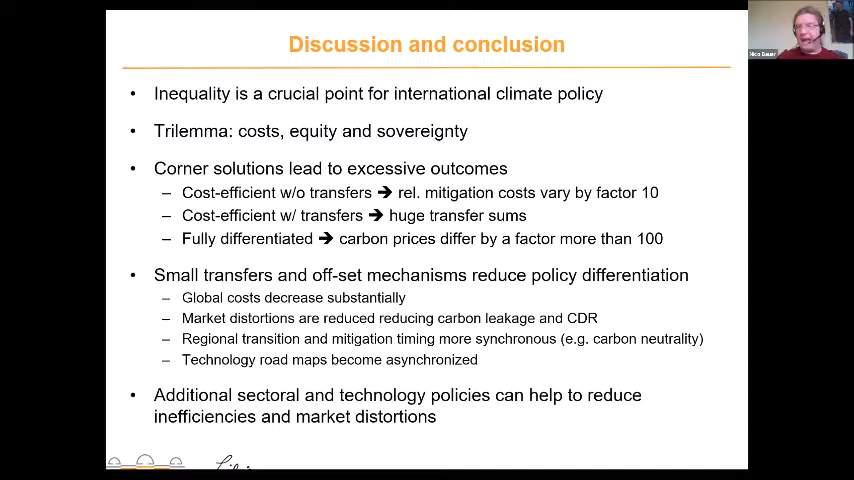 Discussion and conclusion
Nico Bauer
• Inequality is a crucial point for international climate policy
• Trilemma: costs, equity and sovereignty
• Corner solutions lead to excessive outcomes
– Cost-efficient w/o transfers ➔ rel. mitigation costs vary by factor 10
– Cost-efficient w/ transfers ➔ huge transfer sums
– Fully differentiated ➔ carbon prices differ by a factor more than 100
• Small transfers and off-set mechanisms reduce policy differentiation
– Global costs decrease substantially
– Market distortions are reduced reducing carbon leakage and CDR
– Regional transition and mitigation timing more synchronous (e.g. carbon neutrality)
– Technology road maps become asynchronized
• Additional sectoral and technology policies can help to reduce
inefficiencies and market distortions